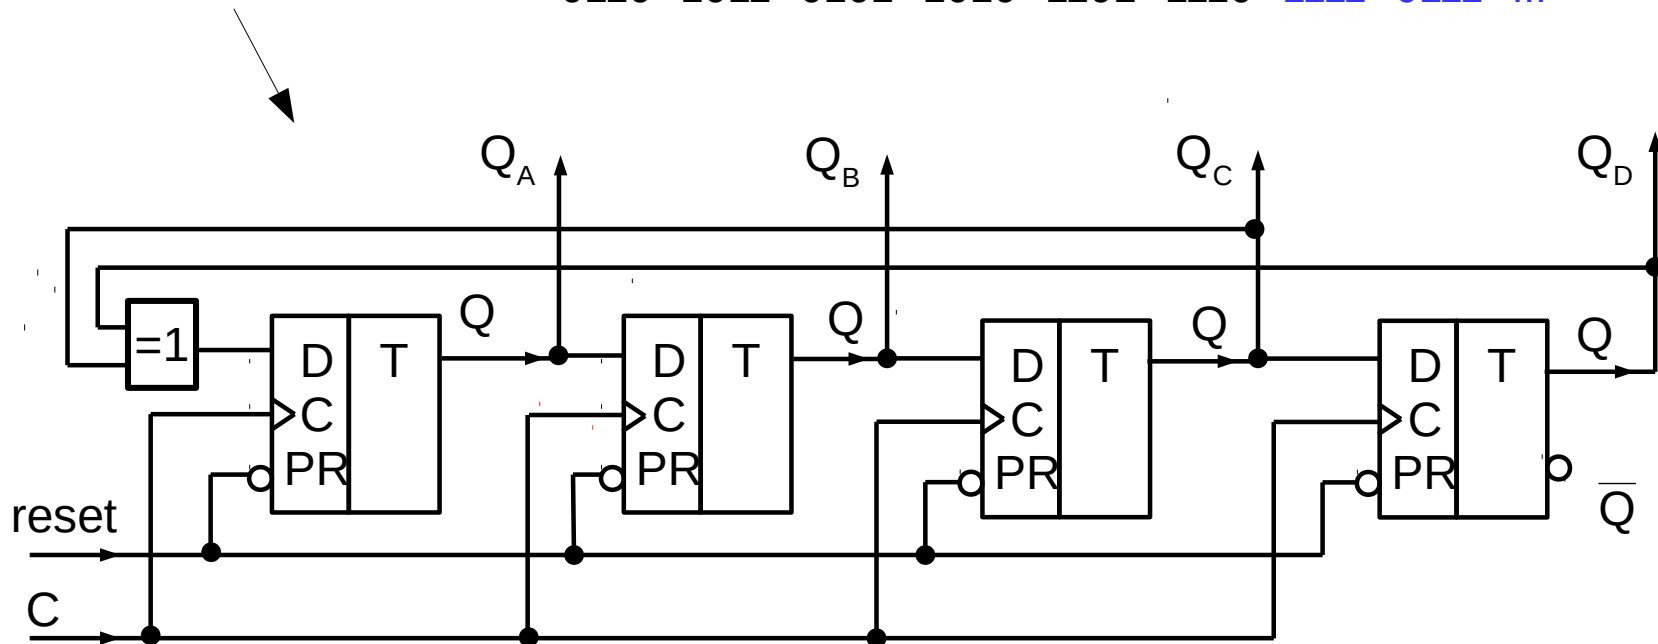 Q_A Q_B Q_C Q_D
Q Q Q Q
=1 D T D T D T D T
C C C C
PR PR PR PR
reset Q̅
C